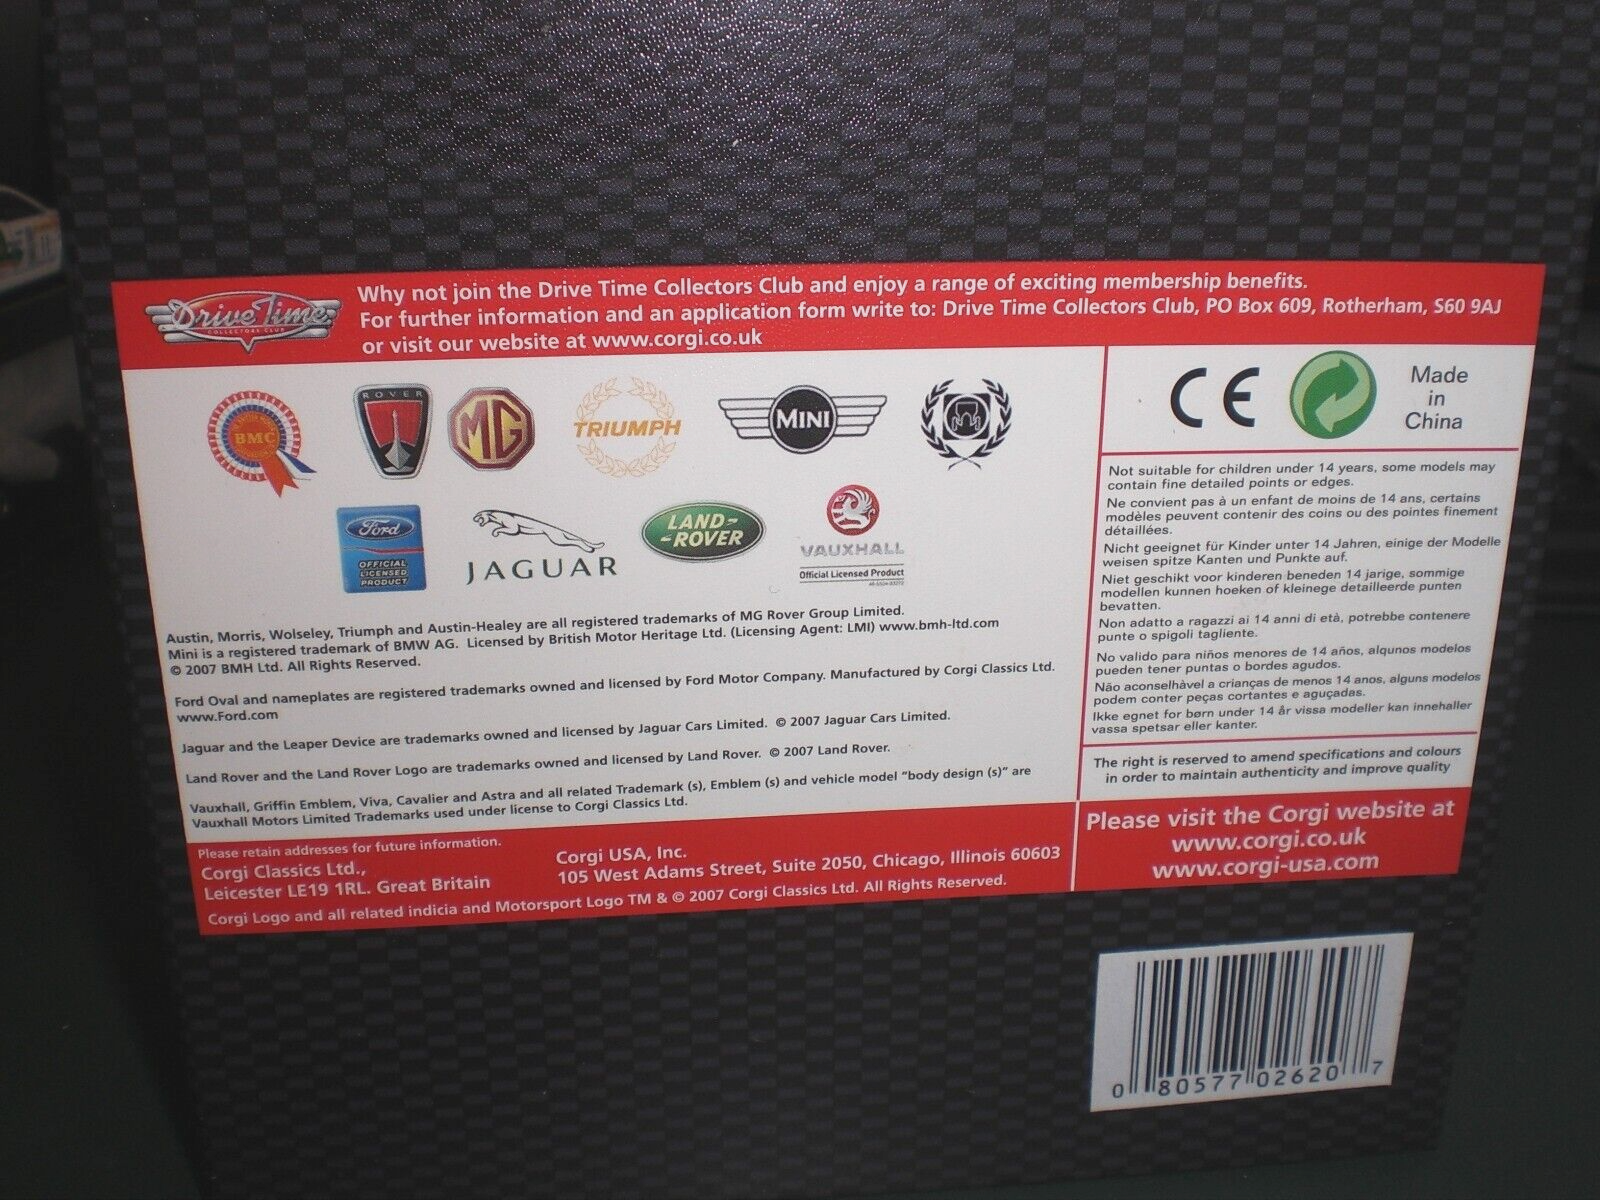 Drive Time
COLLECTORS CLUB
Why not join the Drive Time Collectors Club and enjoy a range of exciting membership benefits.
For further information and an application form write to: Drive Time Collectors Club, PO Box 609, Rotherham, S60 9AJ
or visit our website at www.corgi.co.uk
BMC
ROVER
MG
TRIUMPH
MINI
Ford
OFFICIAL
LICENSED
PRODUCT
JAGUAR
LAND-
-ROVER
VAUXHALL
Official Licensed Product
Austin, Morris, Wolseley, Triumph and Austin-Healey are all registered trademarks of MG Rover Group Limited.
Mini is a registered trademark of BMW AG. Licensed by British Motor Heritage Ltd. (Licensing Agent: LMI) www.bmh-ltd.com
© 2007 BMH Ltd. All Rights Reserved.
Ford Oval and nameplates are registered trademarks owned and licensed by Ford Motor Company. Manufactured by Corgi Classics Ltd.
www.Ford.com
Jaguar and the Leaper Device are trademarks owned and licensed by Jaguar Cars Limited. © 2007 Jaguar Cars Limited.
Land Rover and the Land Rover Logo are trademarks owned and licensed by Land Rover. © 2007 Land Rover.
Vauxhall, Griffin Emblem, Viva, Cavalier and Astra and all related Trademark (s), Emblem (s) and vehicle model "body design (s)" are
Vauxhall Motors Limited Trademarks used under license to Corgi Classics Ltd.
CE
Made
in
China
Not suitable for children under 14 years, some models may
contain fine detailed points or edges.
Ne convient pas à un enfant de moins de 14 ans, certains
modèles peuvent contenir des coins ou des pointes finement
détaillées.
Nicht geeignet für Kinder unter 14 Jahren, einige der Modelle
weisen spitze Kanten und Punkte auf.
Niet geschikt voor kinderen beneden 14 jarige, sommige
modellen kunnen hoeken of kleinege detailleerde punten
bevatten.
Non adatto a ragazzi ai 14 anni di età, potrebbe contenere
punte o spigoli tagliente.
No valido para niños menores de 14 años, alqunos modelos
pueden tener puntas o bordes agudos.
Não aconselhàvel a crianças de menos 14 anos, alguns modelos
podem conter peças cortantes e aguçadas.
Ikke egnet for børn under 14 år vissa modeller kan innehaller
vassa spetsar eller kanter.
The right is reserved to amend specifications and colours
in order to maintain authenticity and improve quality
Please retain addresses for future information.
Corgi Classics Ltd.,
Leicester LE19 1RL. Great Britain
Corgi USA, Inc.
105 West Adams Street, Suite 2050, Chicago, Illinois 60603
Corgi Logo and all related indicia and Motorsport Logo TM & © 2007 Corgi Classics Ltd. All Rights Reserved.
Please visit the Corgi website at
www.corgi.co.uk
www.corgi-usa.com
0 80577 02620 7